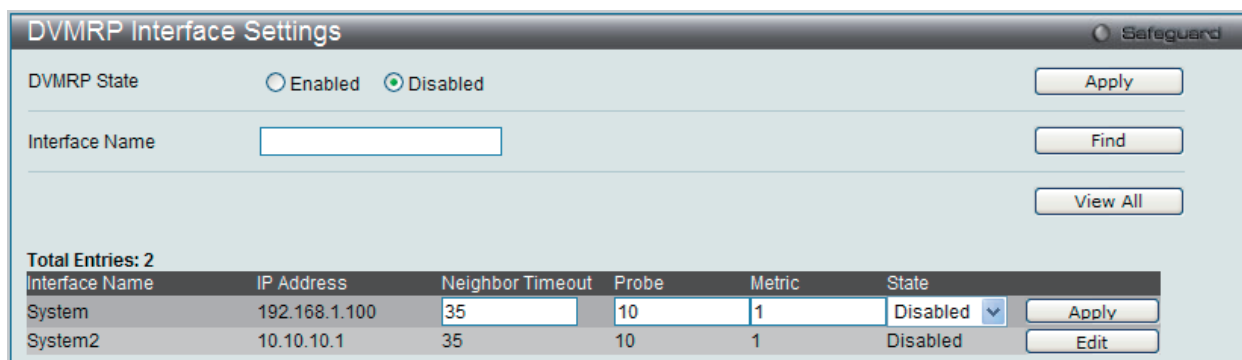 DVMRP Interface Settings Safeguard
DVMRP State Enabled Disabled Apply
Interface Name Find
View All
Total Entries: 2
Interface Name IP Address Neighbor Timeout Probe Metric State
System 192.168.1.100 35 10 1 Disabled Apply
System2 10.10.10.1 35 10 1 Disabled Edit